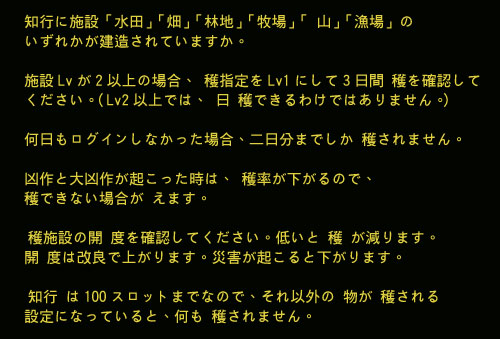 知行に施設「水田」「畑」「林地」「牧場」「 山」「漁場」の
いずれかが建造されていますか。
施設Lvが2以上の場合、 穫指定をLv1にして3日間 穫を確認して
ください。(Lv2以上では、 日 穫できるわけではありません。)
何日もログインしなかった場合、二日分までしか 穫されません。
凶作と大凶作が起こった時は、 穫率が下がるので、
穫できない場合が えます。
穫施設の開 度を確認してください。低いと 穫 が減ります。
開 度は改良で上がります。災害が起こると下がります。
知行 は100スロットまでなので、それ以外の 物が 穫される
設定になっていると、何も 穫されません。